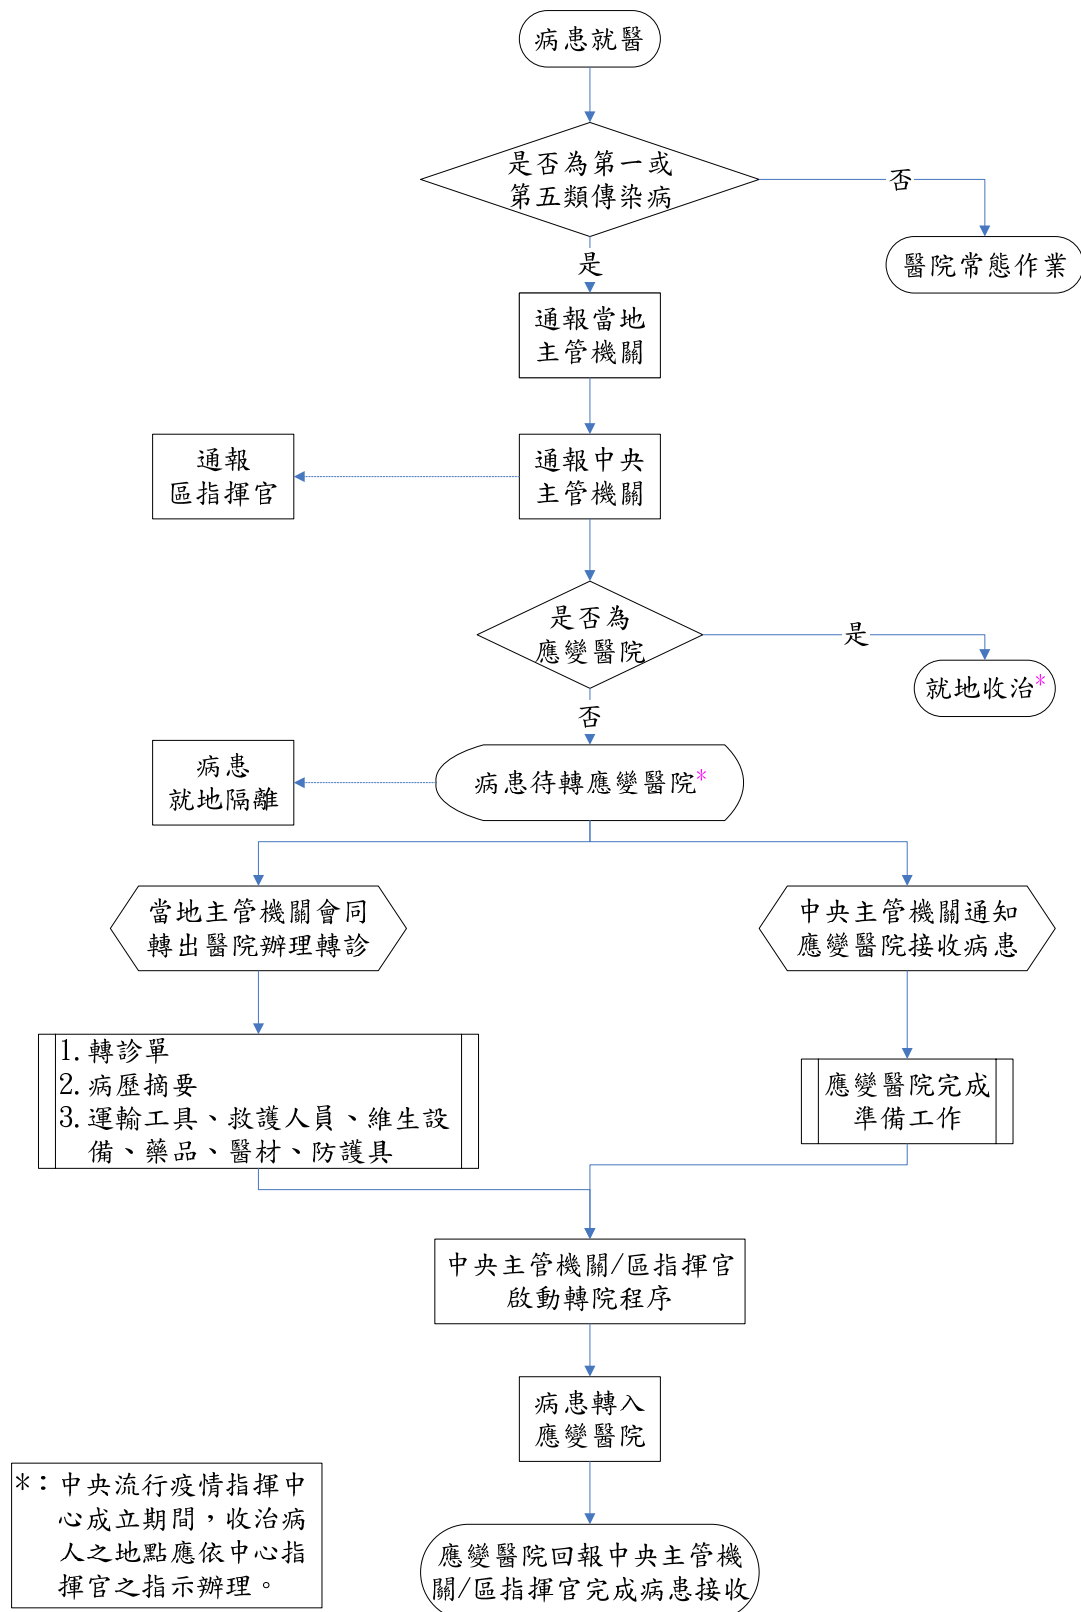 病患就醫
是否為第一或
第五類傳染病
否
醫院常態作業
是
通報當地
主管機關
通報
區指揮官
通報中央
主管機關
是否為
應變醫院
是
就地收治*
否
病患
就地隔離
病患待轉應變醫院*
當地主管機關會同
轉出醫院辦理轉診
中央主管機關通知
應變醫院接收病患
1.轉診單
2.病歷摘要
3.運輸工具、救護人員、維生設
備、藥品、醫材、防護具
應變醫院完成
準備工作
中央主管機關/區指揮官
啟動轉院程序
病患轉入
應變醫院
*：中央流行疫情指揮中
心成立期間，收治病
人之地點應依中心指
揮官之指示辦理。
應變醫院回報中央主管機
關/區指揮官完成病患接收